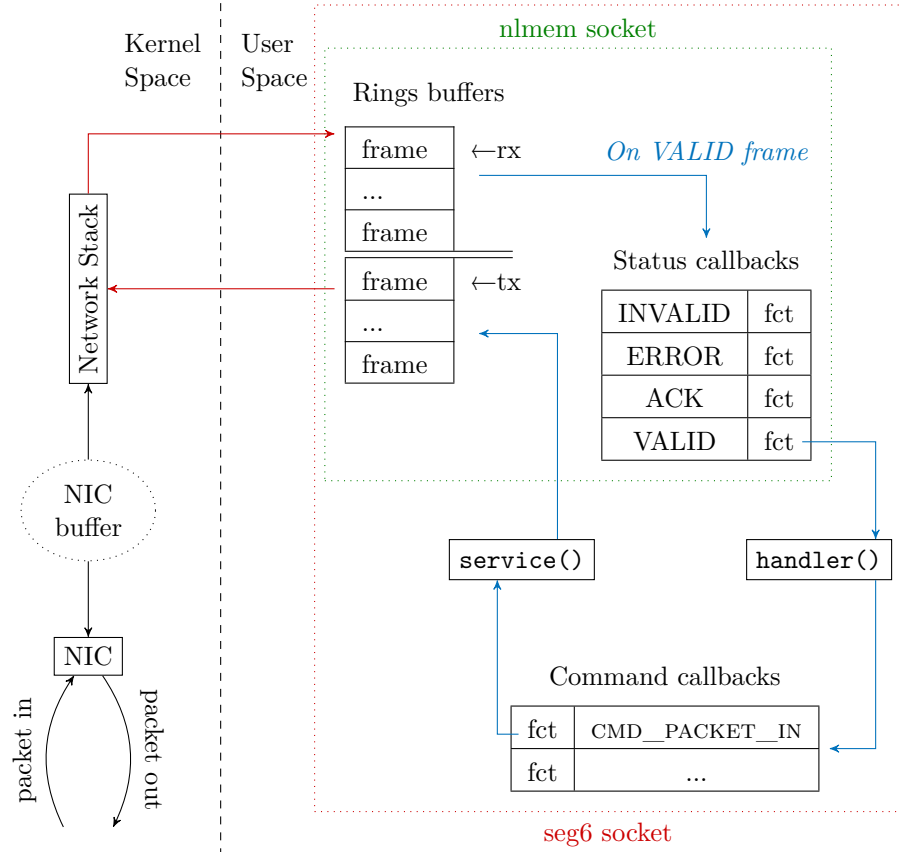 nlmem socket
Kernel
Space
User
Space
Rings buffers
frame
...
frame
←rx
frame
...
frame
←tx
On VALID frame
Status callbacks
INVALID fct
ERROR fct
ACK fct
VALID fct
Network Stack
NIC
buffer
NIC
packet in
packet out
service()
handler()
Command callbacks
fct CMD__PACKET__IN
fct ...
seg6 socket